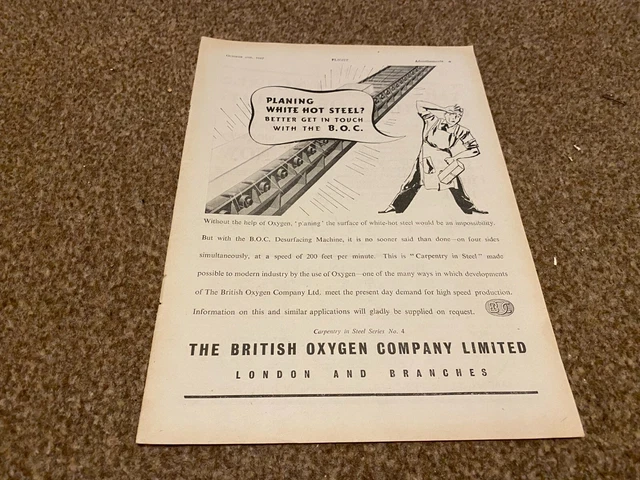 FLIGHT
PLANING
WHITE HOT STEEL?
BETTER GET IN TOUCH
WITH THE B.O.C.
Without the help of Oxygen, 'planing' the surface of white-hot steel would be an impossibility.
But with the B.O.C. Desurfacing Machine, it is no sooner said than done—on four sides
simultaneously, at a speed of 200 feet per minute. This is "Carpentry in Steel" made
possible to modern industry by the use of Oxygen—one of the many ways in which developments
of The British Oxygen Company Ltd. meet the present day demand for high speed production.
Information on this and similar applications will gladly be supplied on request.
Carpentry in Steel Series No. 4
THE BRITISH OXYGEN COMPANY LIMITED
LONDON AND BRANCHES